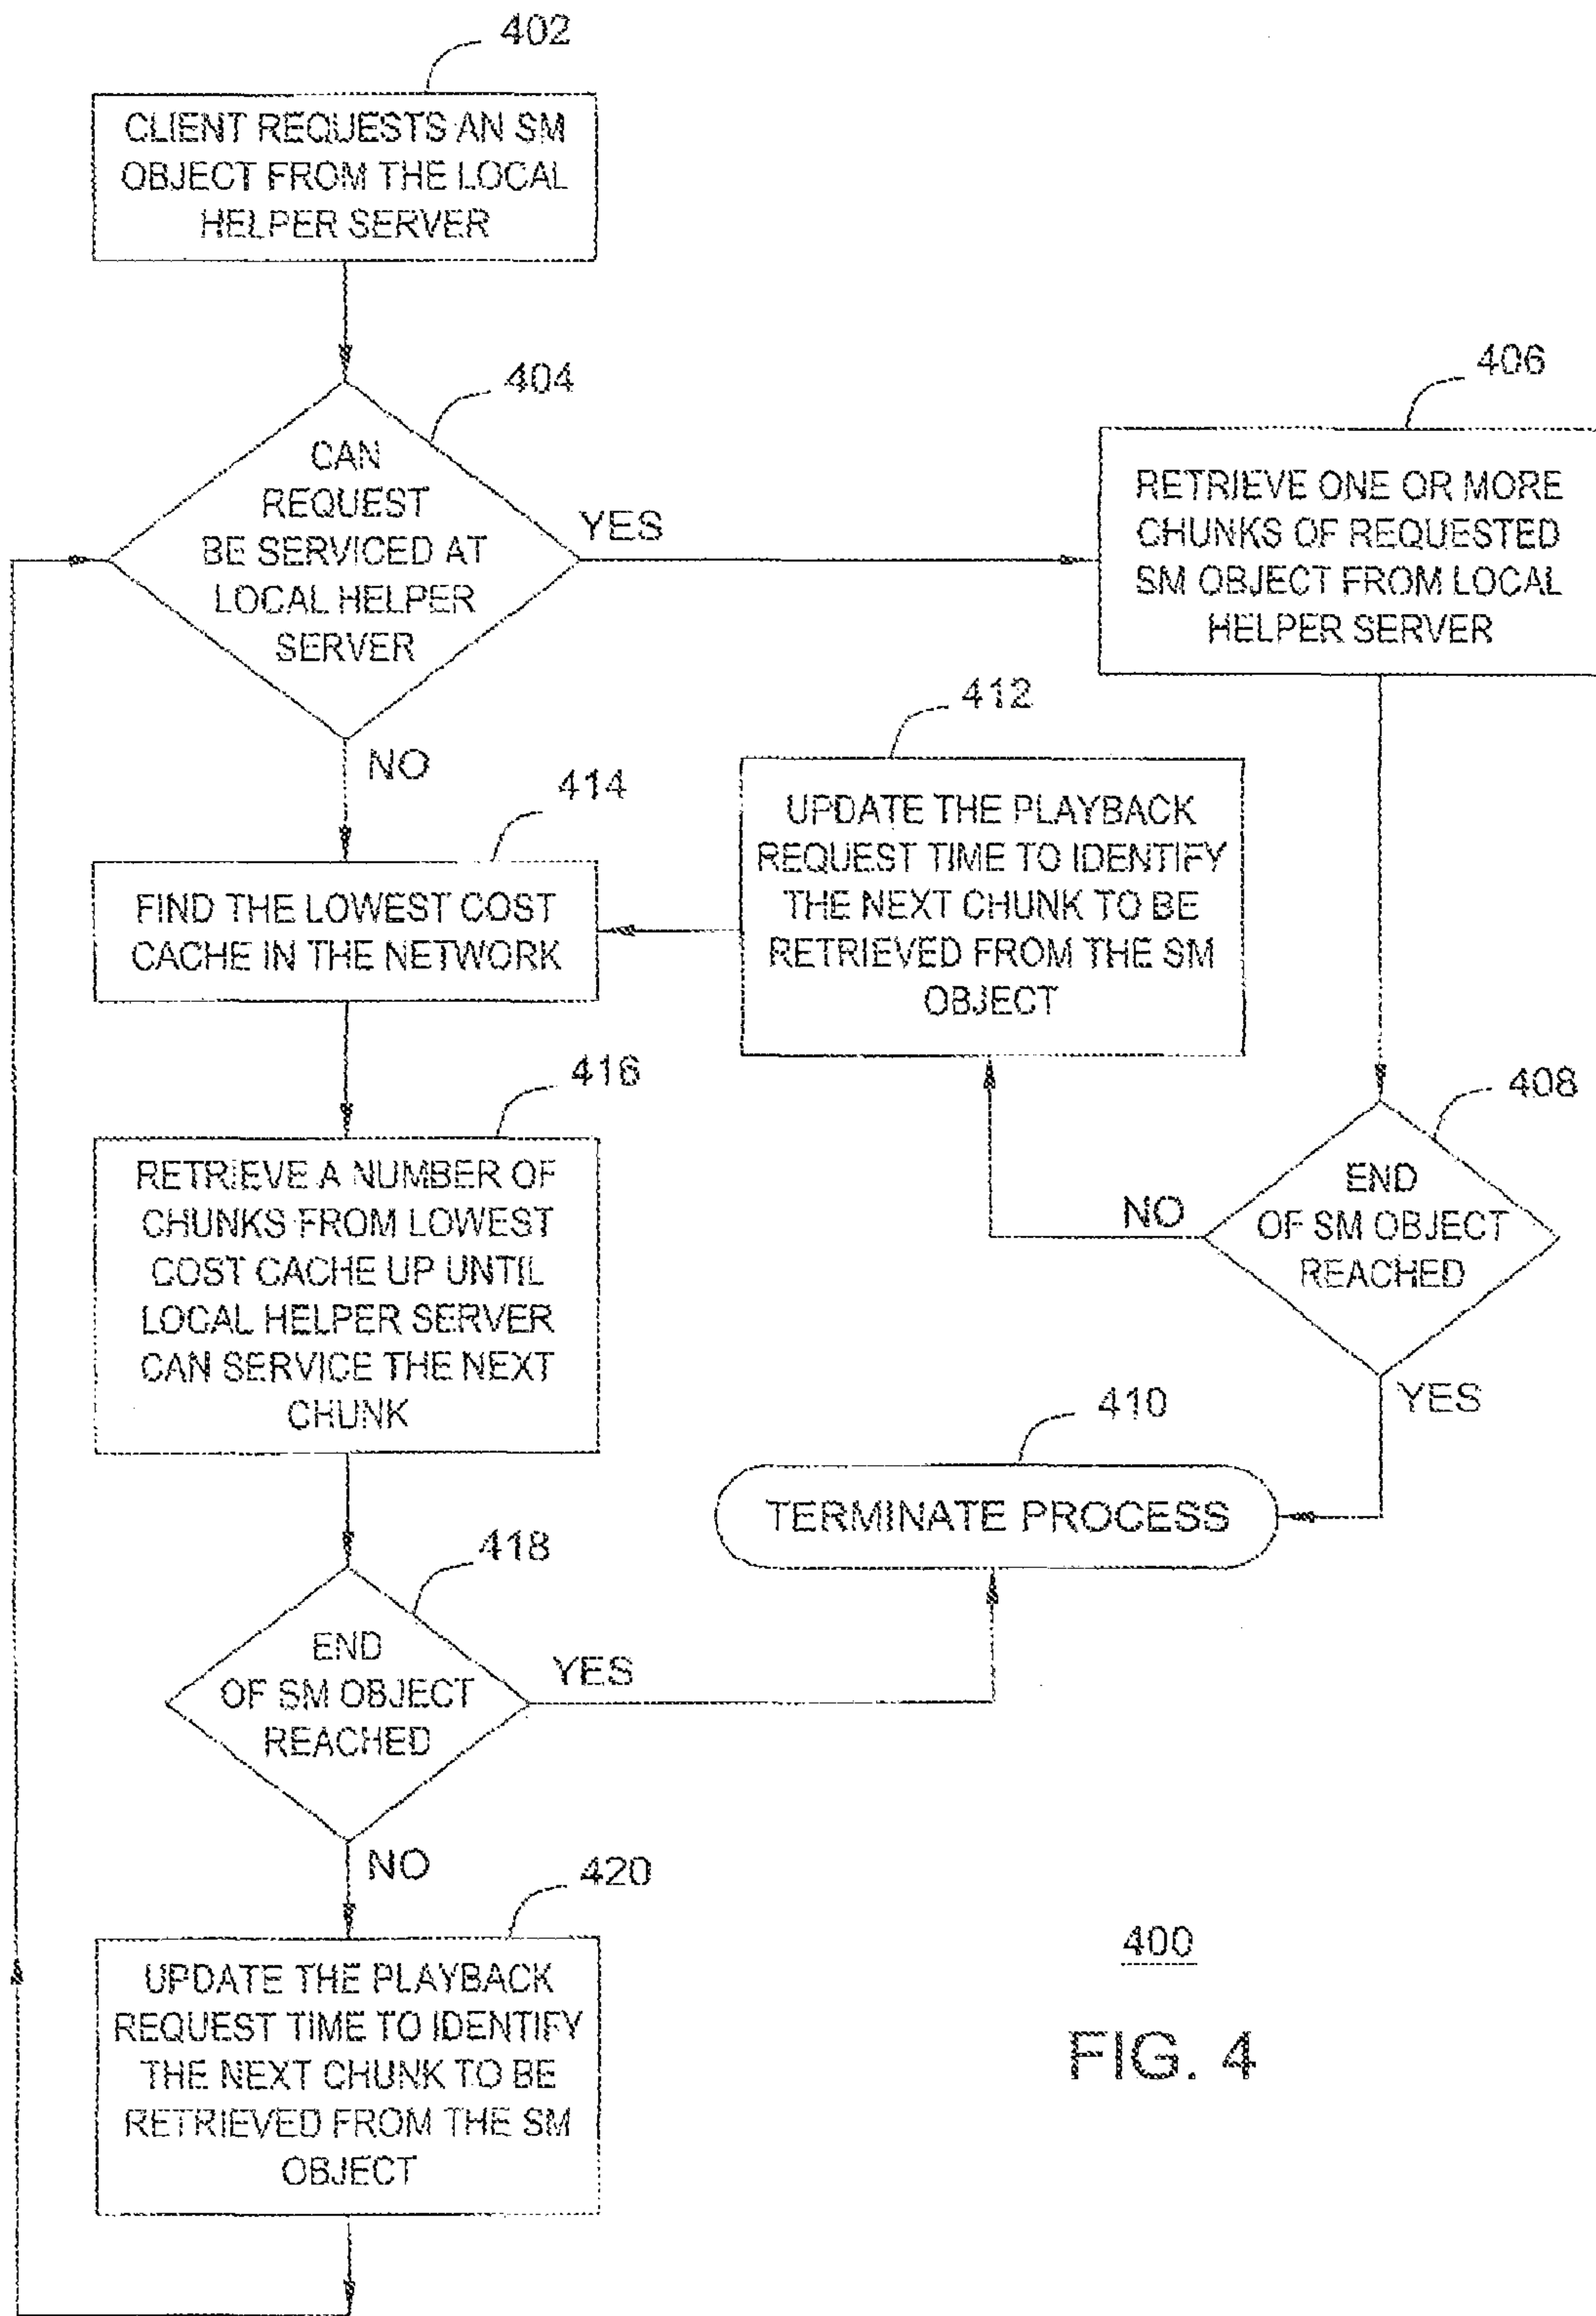 402
CLIENT REQUESTS AN SM
OBJECT FROM THE LOCAL
HELPER SERVER
404
CAN
REQUEST
BE SERVICED AT
LOCAL HELPER
SERVER
YES
NO
406
RETRIEVE ONE OR MORE
CHUNKS OF REQUESTED
SM OBJECT FROM LOCAL
HELPER SERVER
412
UPDATE THE PLAYBACK
REQUEST TIME TO IDENTIFY
THE NEXT CHUNK TO BE
RETRIEVED FROM THE SM
OBJECT
414
FIND THE LOWEST COST
CACHE IN THE NETWORK
416
RETRIEVE A NUMBER OF
CHUNKS FROM LOWEST
COST CACHE UP UNTIL
LOCAL HELPER SERVER
CAN SERVICE THE NEXT
CHUNK
408
END
OF SM OBJECT
REACHED
NO
YES
410
TERMINATE PROCESS
418
END
OF SM OBJECT
REACHED
YES
NO
420
UPDATE THE PLAYBACK
REQUEST TIME TO IDENTIFY
THE NEXT CHUNK TO BE
RETRIEVED FROM THE SM
OBJECT
400
FIG. 4